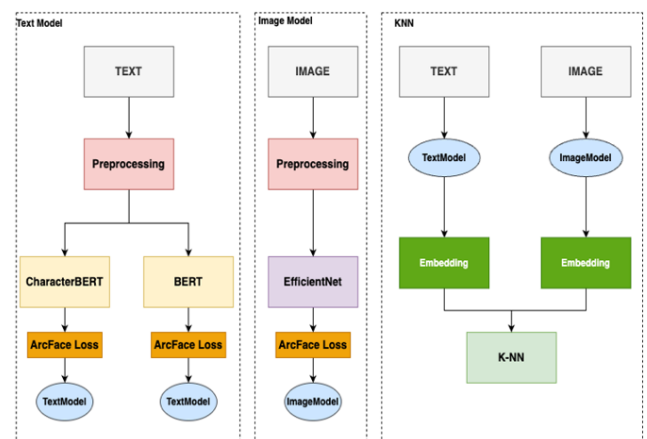 Text Model
TEXT
Preprocessing
CharacterBERT
BERT
ArcFace Loss
ArcFace Loss
TextModel
TextModel
Image Model
IMAGE
Preprocessing
EfficientNet
ArcFace Loss
ImageModel
KNN
TEXT
IMAGE
TextModel
ImageModel
Embedding
Embedding
K-NN